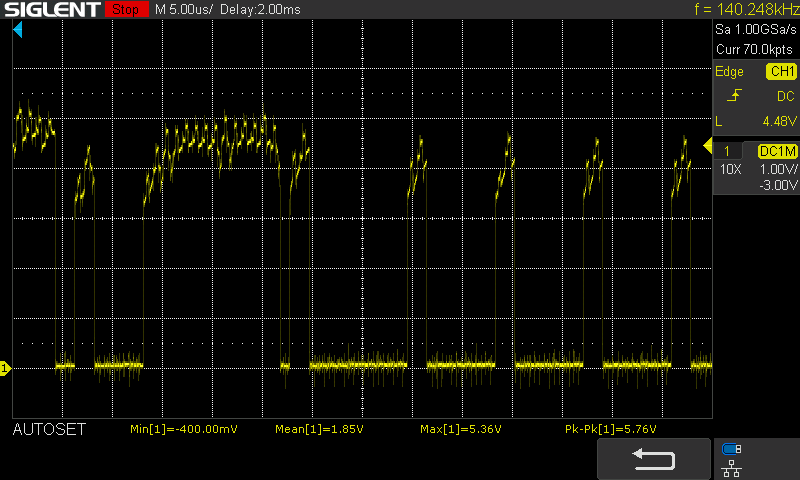 SIGLENT Stop M 5.00us/ Delay:2.00ms f = 140.248kHz
Sa 1.00GSa/s
Curr 70.0kpts
Edge CH1
DC
L 4.48V
1 DC1M
10X 1.00V/
-3.00V
1
AUTOSET Min[1]=-400.00mV Mean[1]=1.85V Max[1]=5.36V Pk-Pk[1]=5.76V